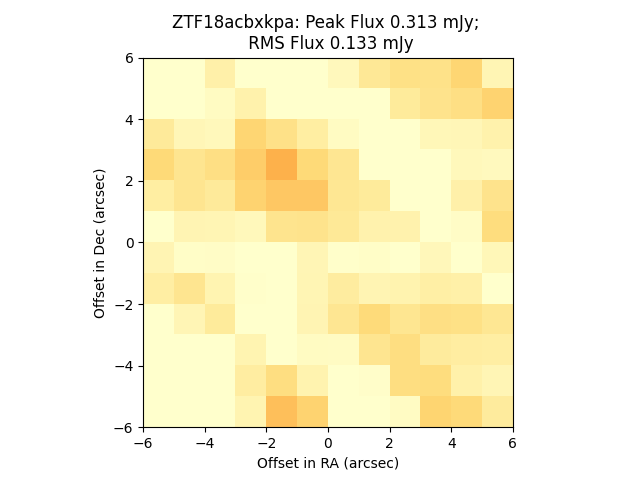 ZTF18acbxkpa: Peak Flux 0.313 mJy;
RMS Flux 0.133 mJy
6
4
2
0
−2
−4
−6
Offset in Dec (arcsec)
−6 −4 −2 0 2 4 6
Offset in RA (arcsec)